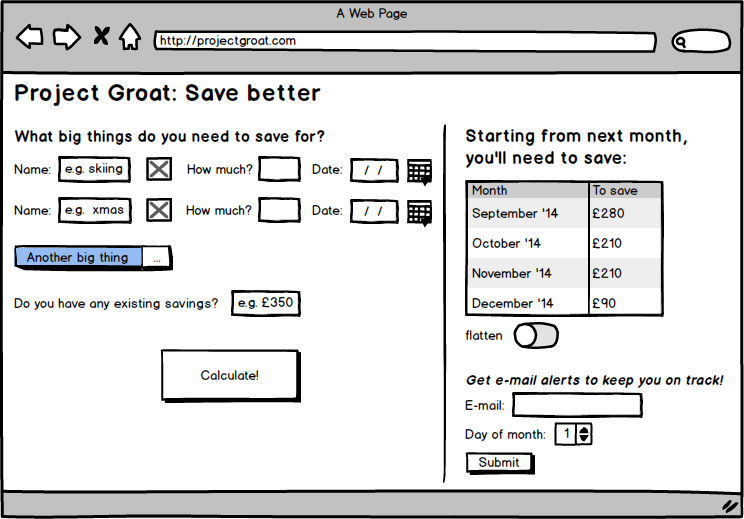 A Web Page
http://projectgroat.com
Project Groat: Save better
What big things do you need to save for?
Name: e.g. skiing How much? Date: / /
Name: e.g. xmas How much? Date: / /
Another big thing ...
Do you have any existing savings? e.g. £350
Calculate!
Starting from next month,
you'll need to save:
Month To save
September '14 £280
October '14 £210
November '14 £210
December '14 £90
flatten
Get e-mail alerts to keep you on track!
E-mail:
Day of month: 1
Submit